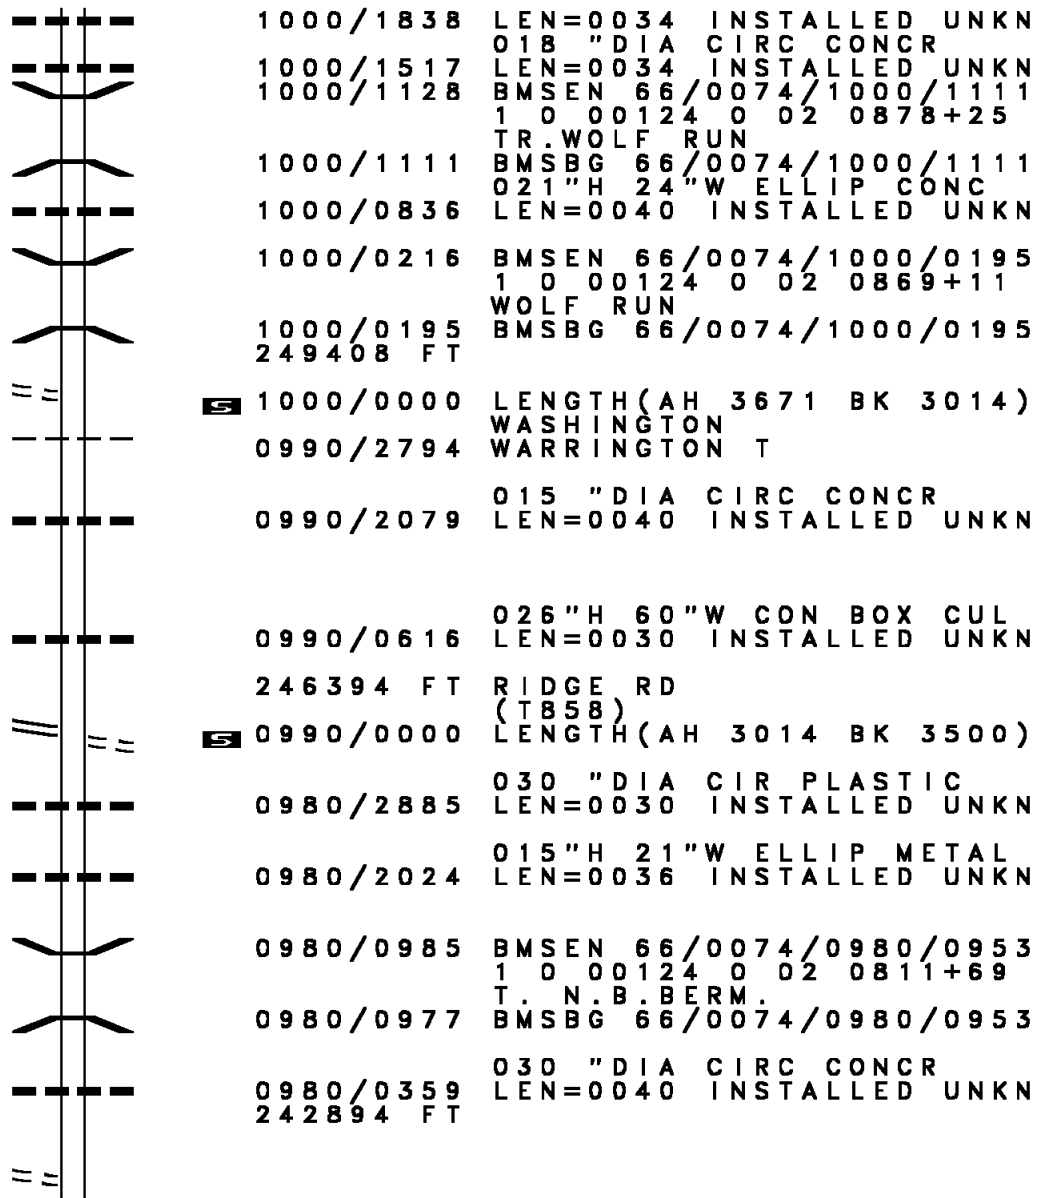 1000/1838 LEN=0034 INSTALLED UNKN
018 "DIA CIRC CONCR
1000/1517 LEN=0034 INSTALLED UNKN
1000/1128 BMSEN 66/0074/1000/1111
1 0 00124 0 02 0878+25
TR.WOLF RUN
1000/1111 BMSBG 66/0074/1000/1111
021"H 24"W ELLIP CONC
1000/0836 LEN=0040 INSTALLED UNKN
1000/0216 BMSEN 66/0074/1000/0195
1 0 00124 0 02 0869+11
WOLF RUN
1000/0195 BMSBG 66/0074/1000/0195
249408 FT
S 1000/0000 LENGTH(AH 3671 BK 3014)
WASHINGTON
0990/2794 WARRINGTON T
015 "DIA CIRC CONCR
0990/2079 LEN=0040 INSTALLED UNKN
026"H 60"W CON BOX CUL
0990/0616 LEN=0030 INSTALLED UNKN
246394 FT RIDGE RD
(T858)
S 0990/0000 LENGTH(AH 3014 BK 3500)
030 "DIA CIR PLASTIC
0980/2885 LEN=0030 INSTALLED UNKN
015"H 21"W ELLIP METAL
0980/2024 LEN=0036 INSTALLED UNKN
0980/0985 BMSEN 66/0074/0980/0953
1 0 00124 0 02 0811+69
T. N.B.BERM.
0980/0977 BMSBG 66/0074/0980/0953
030 "DIA CIRC CONCR
0980/0359 LEN=0040 INSTALLED UNKN
242894 FT